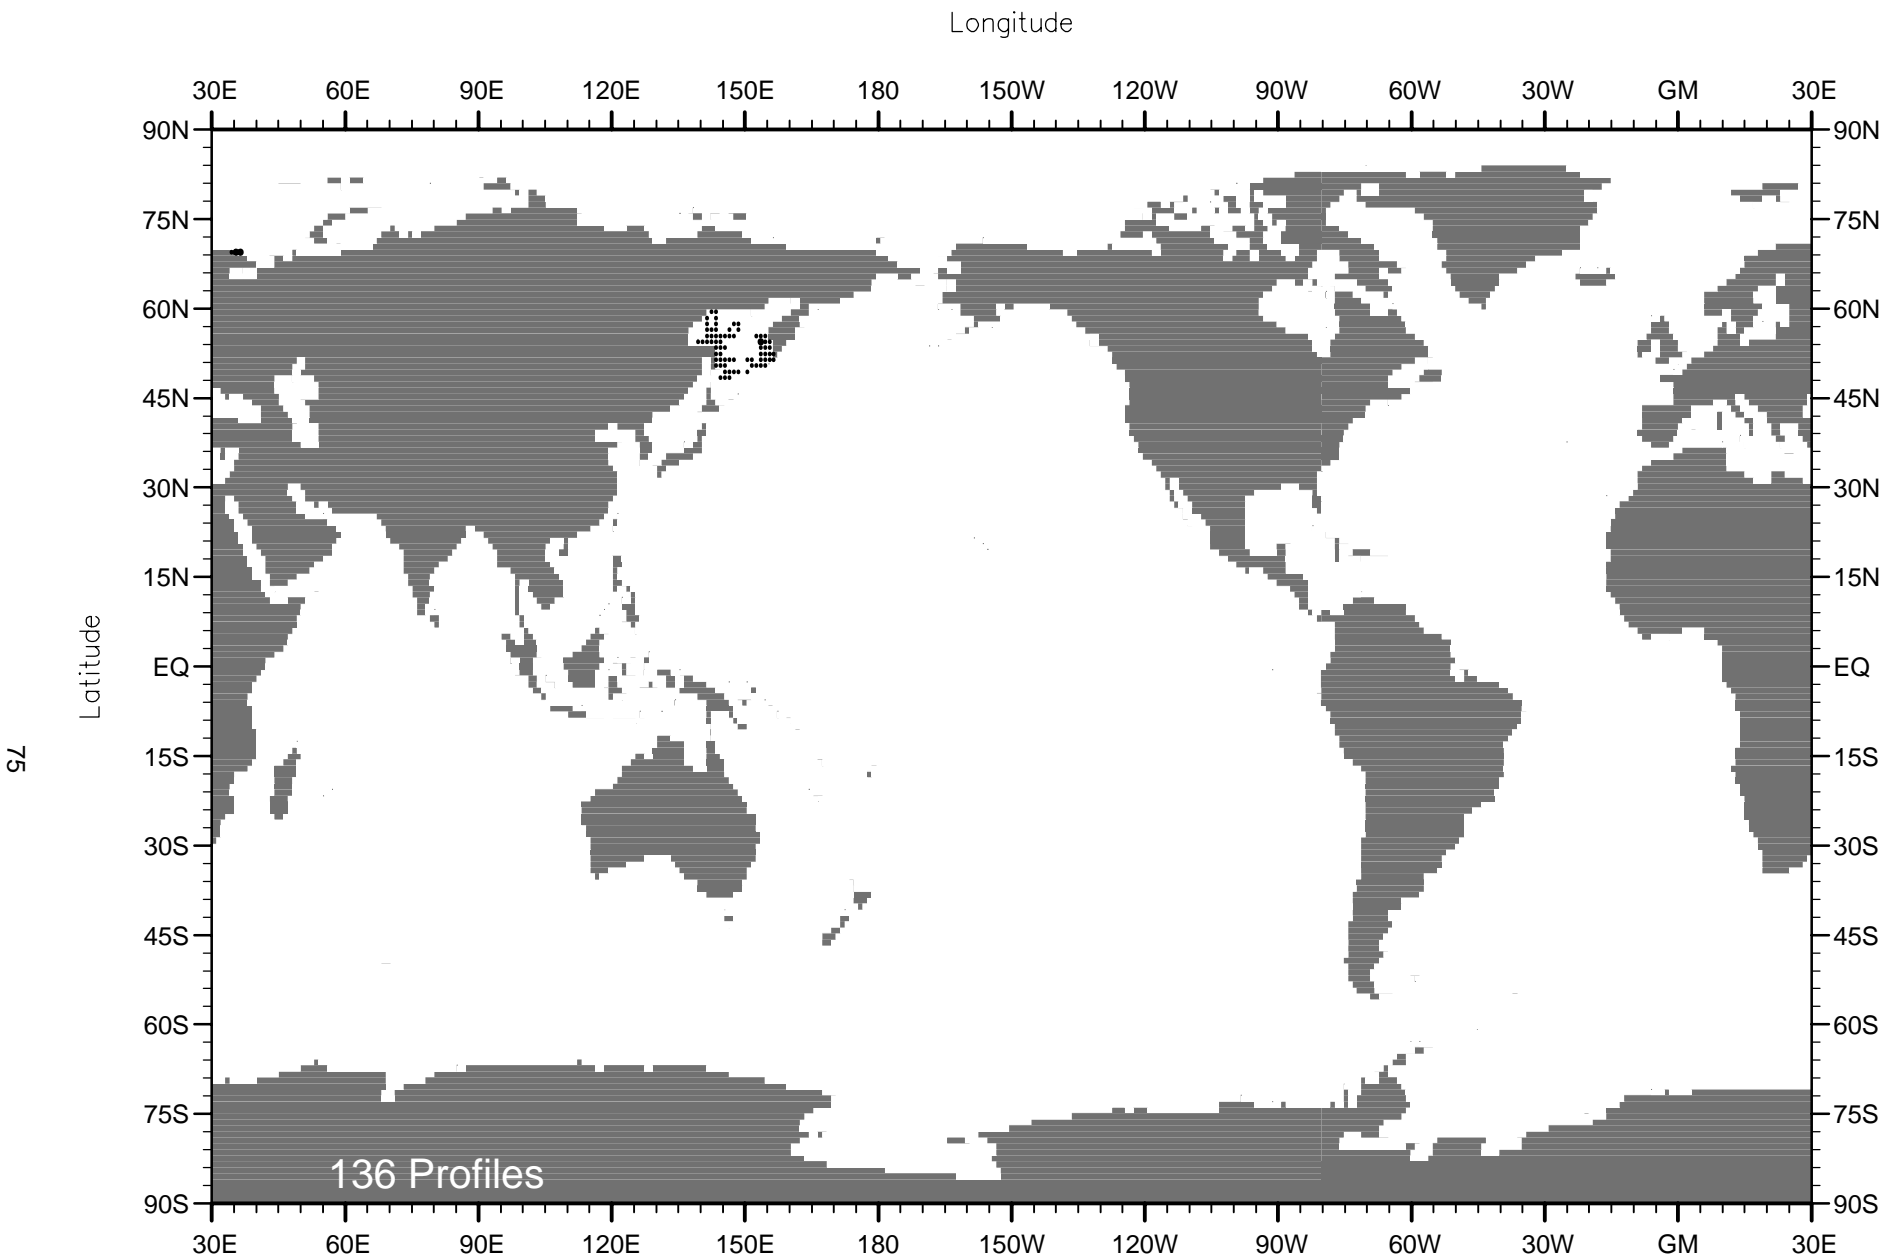 Longitude
30E 60E 90E 120E 150E 180 150W 120W 90W 60W 30W GM 30E
90N 90N
75N 75N
60N 60N
45N 45N
30N 30N
15N 15N
Latitude
EQ EQ
75
15S 15S
30S 30S
45S 45S
60S 60S
75S 75S
136 Profiles
90S 90S
30E 60E 90E 120E 150E 180 150W 120W 90W 60W 30W GM 30E